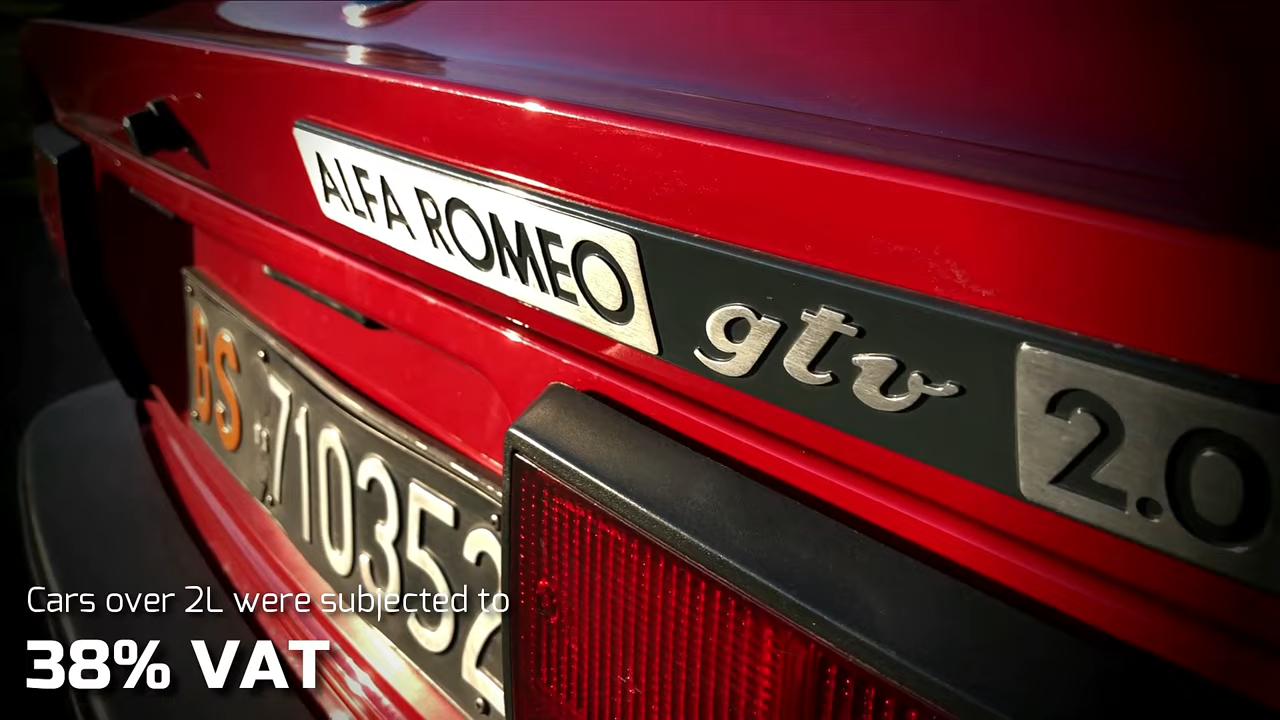 ALFA ROMEO gtv 2.0
BS 710352
Cars over 2L were subjected to
38% VAT